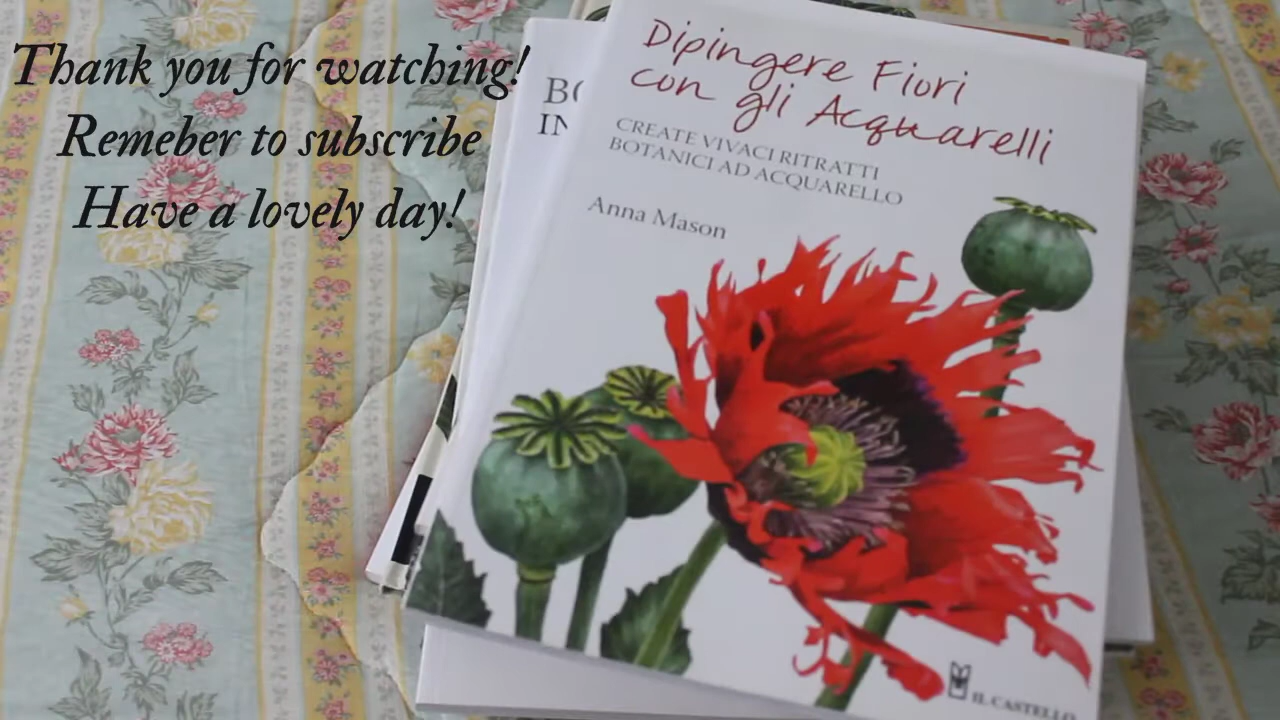 Thank you for watching!
Remeber to subscribe
Have a lovely day!
Dipingere Fiori
con gli Acquarelli
CREATE VIVACI RITRATTI
BOTANICI AD ACQUARELLO
Anna Mason
IL CASTELLO